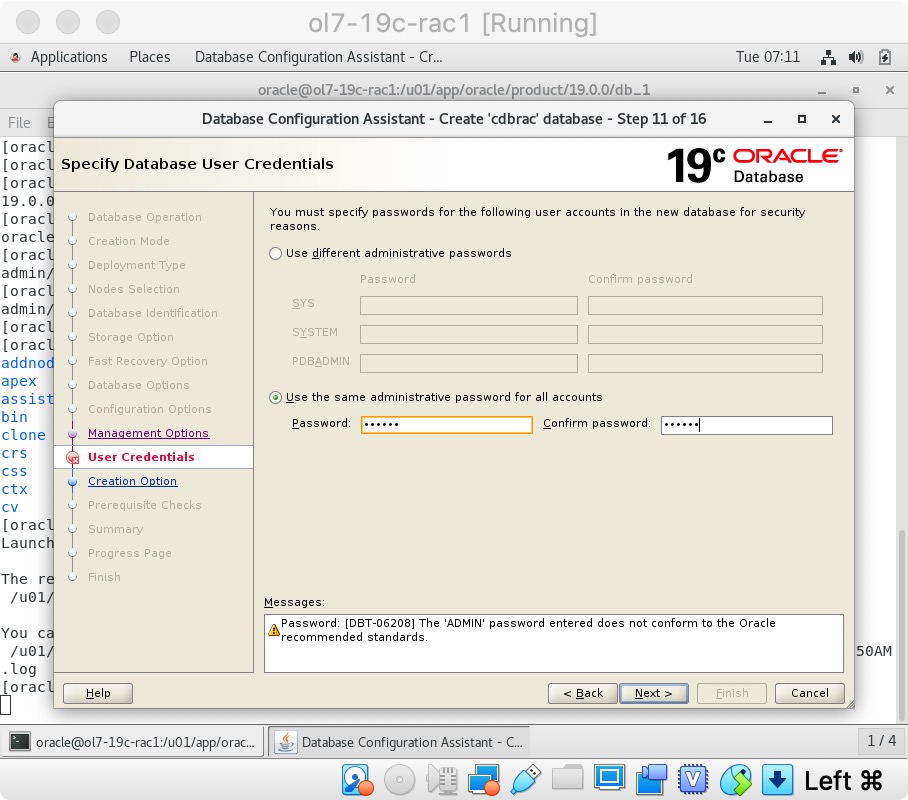 ol7-19c-rac1 [Running]
Applications Places Database Configuration Assistant - Cr... Tue 07:11
oracle@ol7-19c-rac1:/u01/app/oracle/product/19.0.0/db_1
File
Database Configuration Assistant - Create 'cdbrac' database - Step 11 of 16
Specify Database User Credentials
19c ORACLE
Database
[oracl
[oracl
[oracl
19.0.0
[oracl
oracle
[oracl
admin/
[oracl
admin/
[oracl
[oracl
addnod
apex
assist
bin
clone
crs
css
ctx
cv
[oracl
Launch
The re
/u01/
You ca
/u01/
50AM
.log
[oracl
Database Operation
Creation Mode
Deployment Type
Nodes Selection
Database Identification
Storage Option
Fast Recovery Option
Database Options
Configuration Options
Management Options
User Credentials
Creation Option
Prerequisite Checks
Summary
Progress Page
Finish
You must specify passwords for the following user accounts in the new database for security
reasons.
Use different administrative passwords
Password Confirm password
SYS
SYSTEM
PDBADMIN
Use the same administrative password for all accounts
Password: •••••• Confirm password: ••••••
Messages:
Password: [DBT-06208] The 'ADMIN' password entered does not conform to the Oracle
recommended standards.
Help < Back Next > Finish Cancel
oracle@ol7-19c-rac1:/u01/app/orac... Database Configuration Assistant - C... 1 / 4
Left ⌘